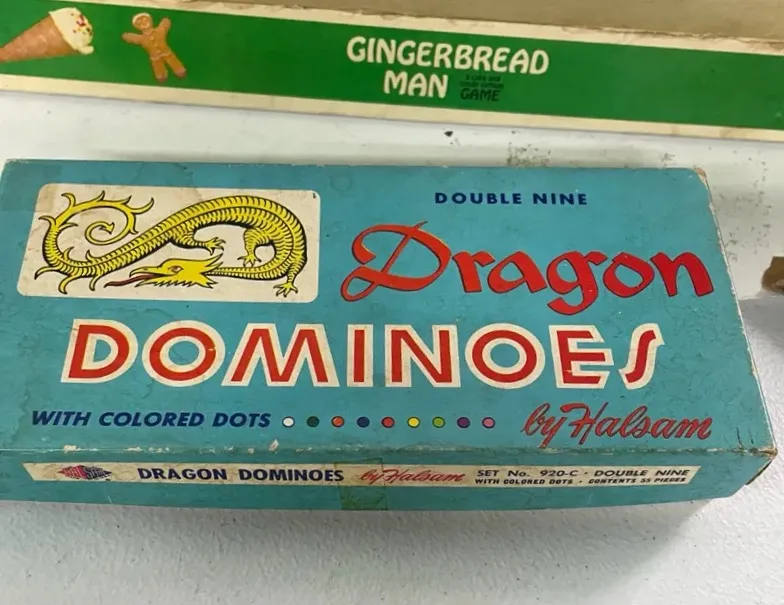 GINGERBREAD
MAN
GAME
DOUBLE NINE
Dragon
DOMINOES
WITH COLORED DOTS
by Halsam
DRAGON DOMINOES by Halsam SET No. 920-C · DOUBLE NINE
WITH COLORED DOTS · CONTENTS 55 PIECES